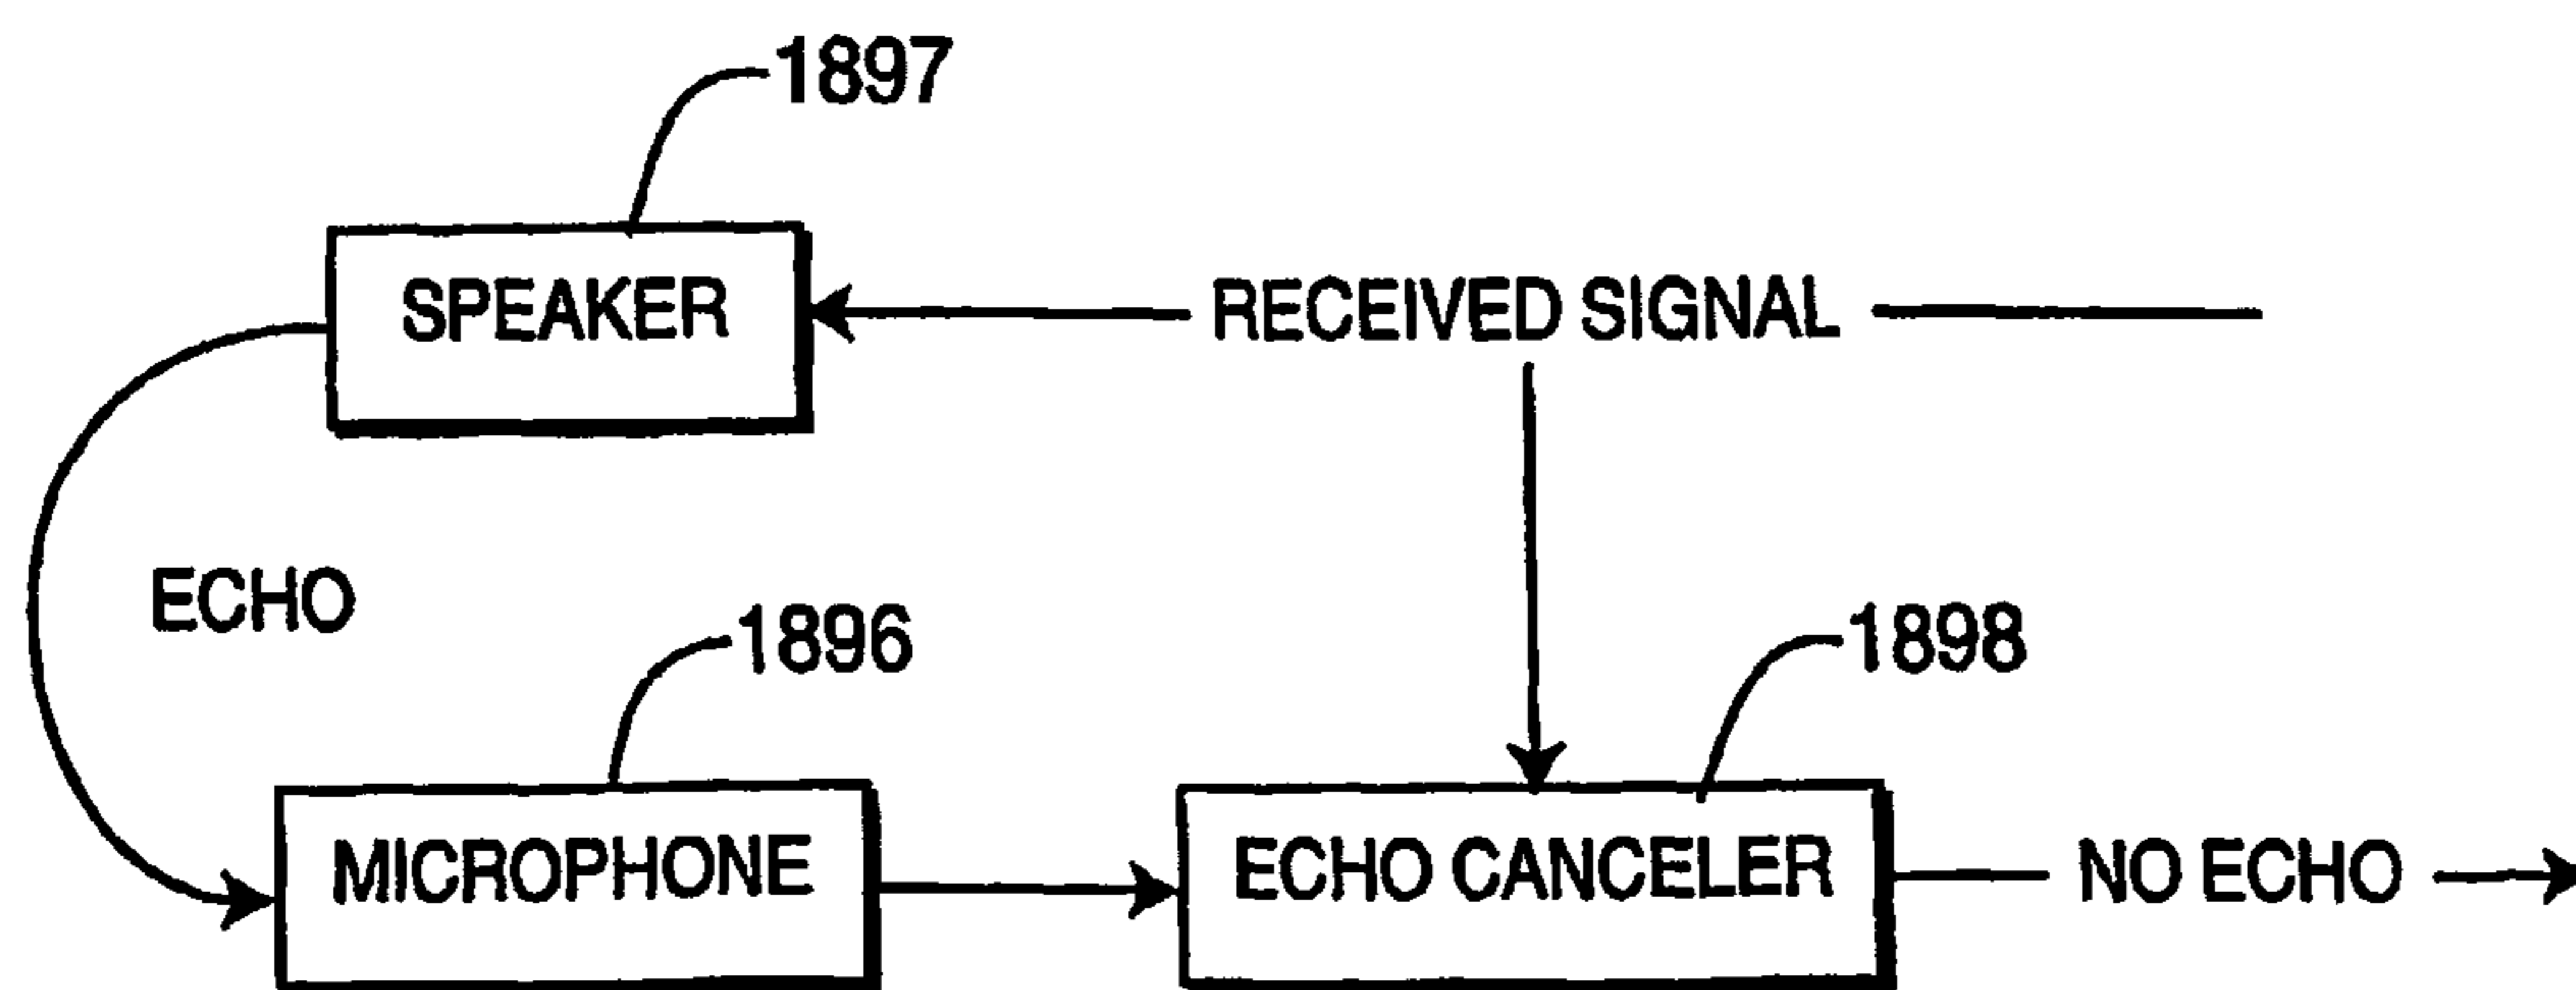 1897
SPEAKER
RECEIVED SIGNAL
ECHO
1896
1898
MICROPHONE
ECHO CANCELER
NO ECHO